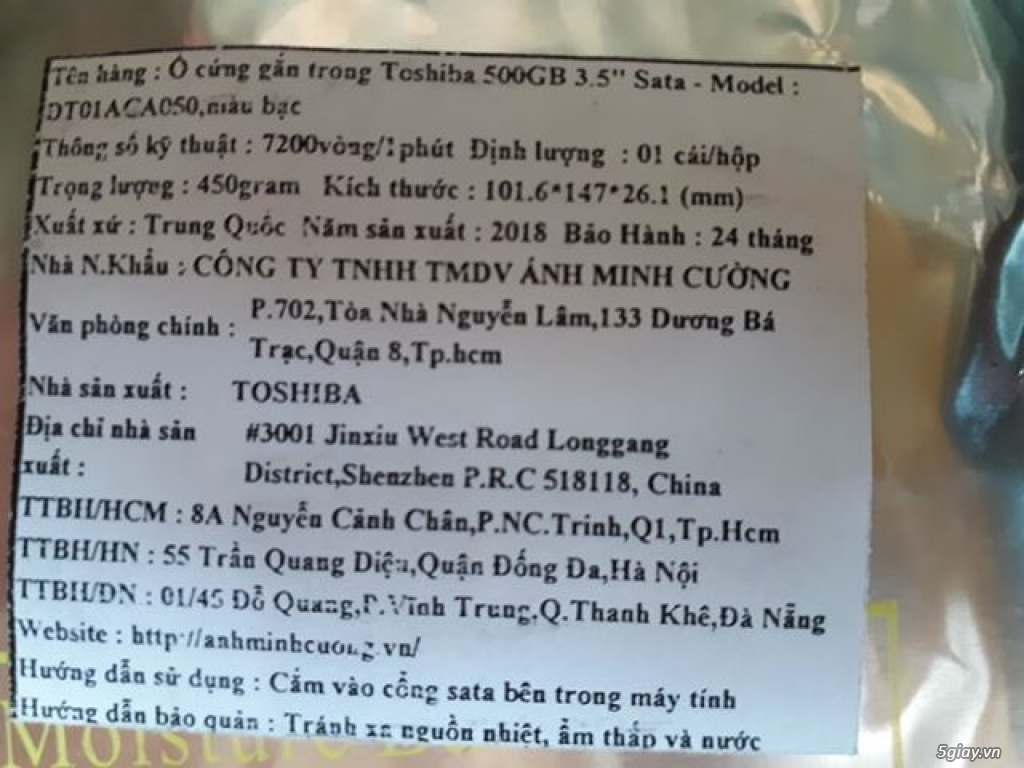 Tên hàng : Ô cứng gắn trong Toshiba 500GB 3.5" Sata - Model :
DT01ACA050,màu bạc
Thông số kỹ thuật : 7200vòng/1phút Định lượng : 01 cái/hộp
Trọng lượng : 450gram Kích thước : 101.6*147*26.1 (mm)
Xuất xứ : Trung Quốc Năm sản xuất : 2018 Bảo Hành : 24 tháng
Nhà N.Khẩu : CÔNG TY TNHH TMDV ÁNH MINH CƯỜNG
Văn phòng chính : P.702,Tòa Nhà Nguyễn Lâm,133 Dương Bá
Trạc,Quận 8,Tp.hcm
Nhà sản xuất : TOSHIBA
Địa chỉ nhà sản #3001 Jinxiu West Road Longgang
xuất : District,Shenzhen P.R.C 518118, China
TTBH/HCM : 8A Nguyễn Cảnh Chân,P.NC.Trinh,Q1,Tp.Hcm
TTBH/HN : 55 Trần Quang Diệu,Quận Đống Đa,Hà Nội
TTBH/DN : 01/45 Đỗ Quang,P.Vĩnh Trung,Q.Thanh Khê,Đà Nẵng
Website : http://anhminhcuong.vn/
Hướng dẫn sử dụng : Cắm vào cổng sata bên trong máy tính
Hướng dẫn bảo quản : Tránh xa nguồn nhiệt, ẩm thấp và nước
Moisture
5giay.vn